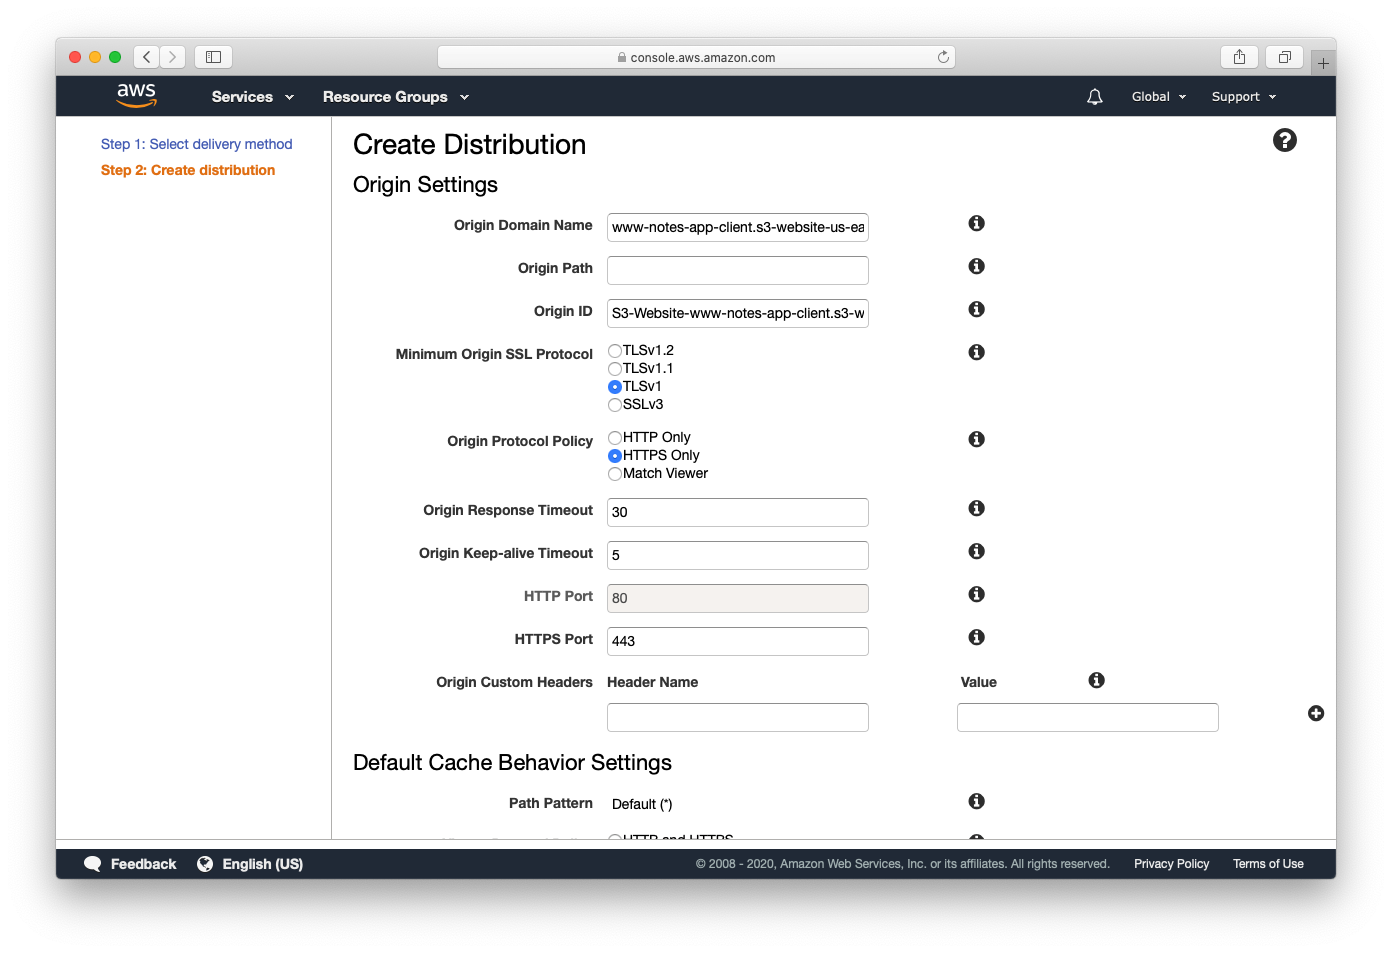 console.aws.amazon.com
aws Services Resource Groups Global Support
Step 1: Select delivery method
Step 2: Create distribution
Create Distribution
Origin Settings
Origin Domain Name www-notes-app-client.s3-website-us-ea
Origin Path
Origin ID S3-Website-www-notes-app-client.s3-w
Minimum Origin SSL Protocol TLSv1.2
TLSv1.1
TLSv1
SSLv3
Origin Protocol Policy HTTP Only
HTTPS Only
Match Viewer
Origin Response Timeout 30
Origin Keep-alive Timeout 5
HTTP Port 80
HTTPS Port 443
Origin Custom Headers Header Name Value
Default Cache Behavior Settings
Path Pattern Default (*)
HTTP and HTTPS
Feedback English (US) © 2008 - 2020, Amazon Web Services, Inc. or its affiliates. All rights reserved. Privacy Policy Terms of Use